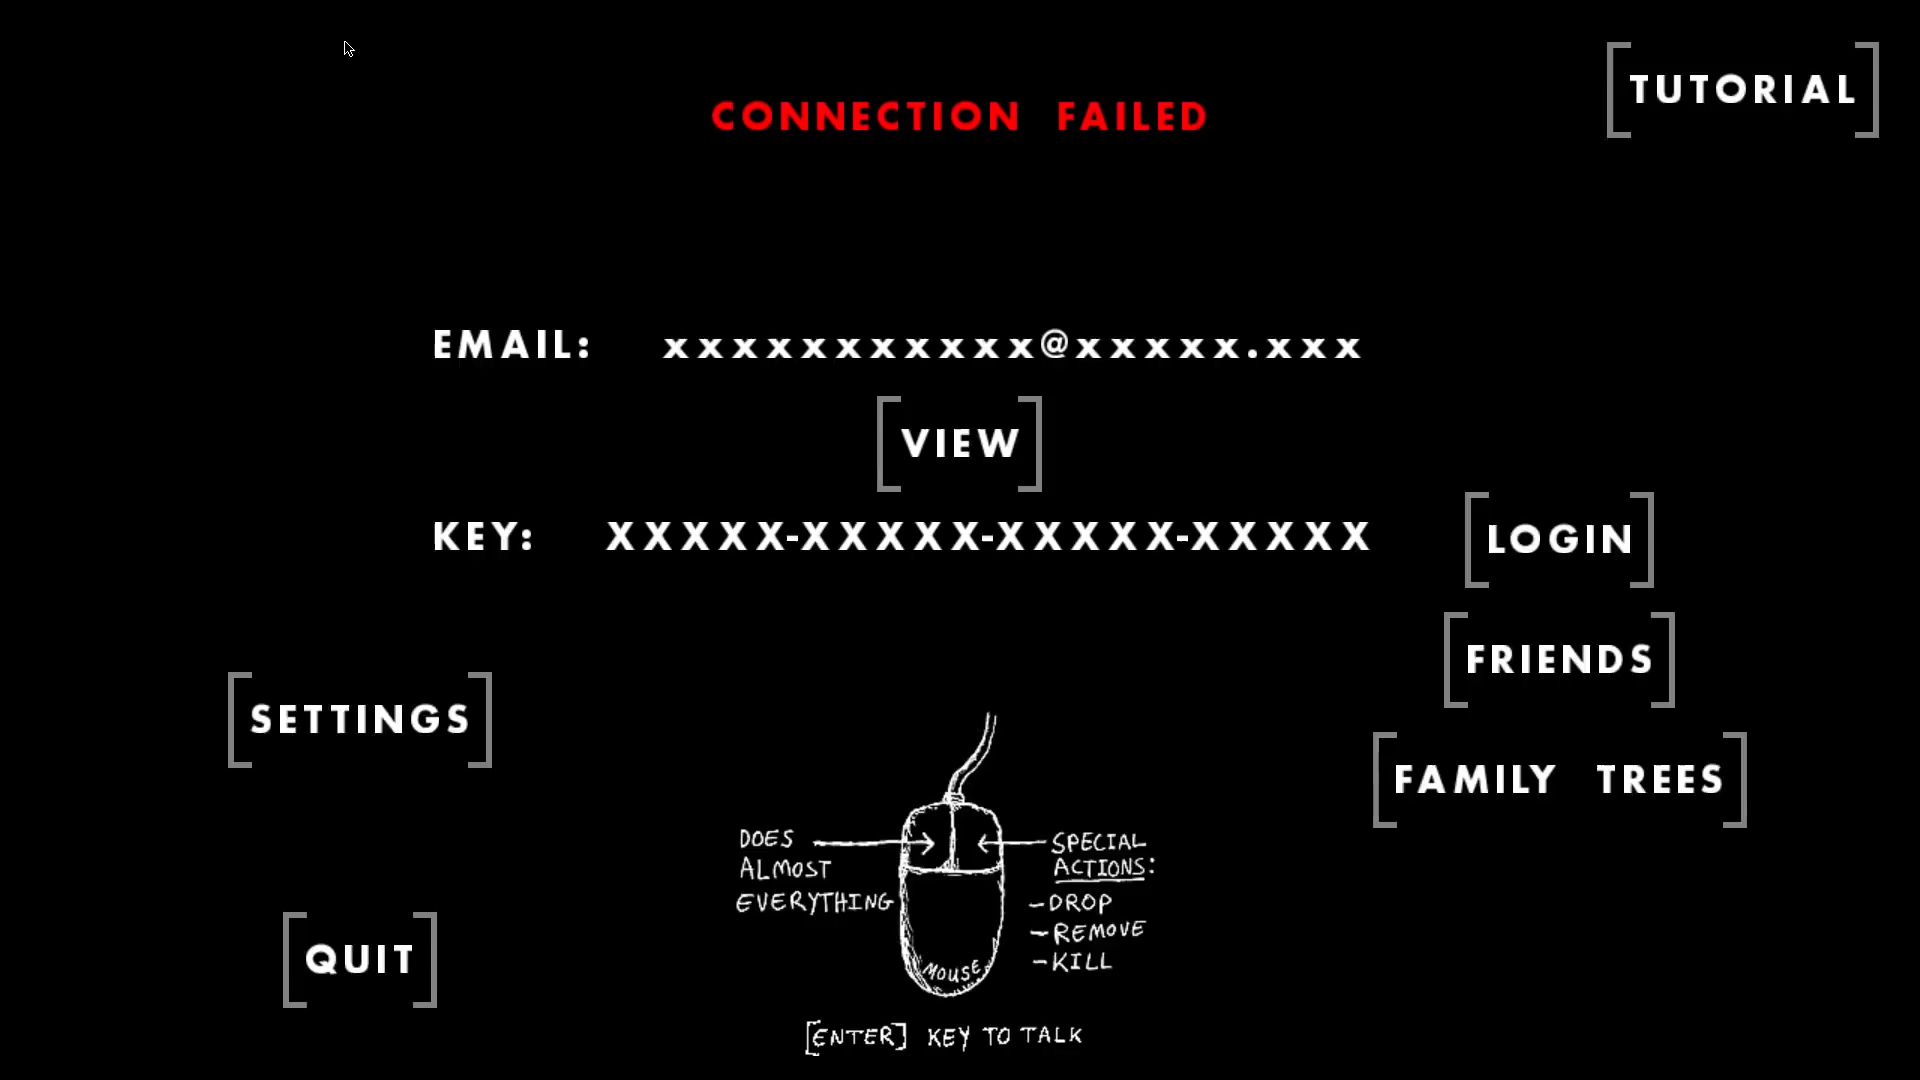 TUTORIAL
CONNECTION FAILED
EMAIL: xxxxxxxxxxx@xxxxx.xxx
VIEW
KEY: XXXXX-XXXXX-XXXXX-XXXXX
LOGIN
FRIENDS
SETTINGS
FAMILY TREES
DOES
ALMOST
EVERYTHING
SPECIAL
ACTIONS:
-DROP
-REMOVE
-KILL
MOUSE
QUIT
[ENTER] KEY TO TALK